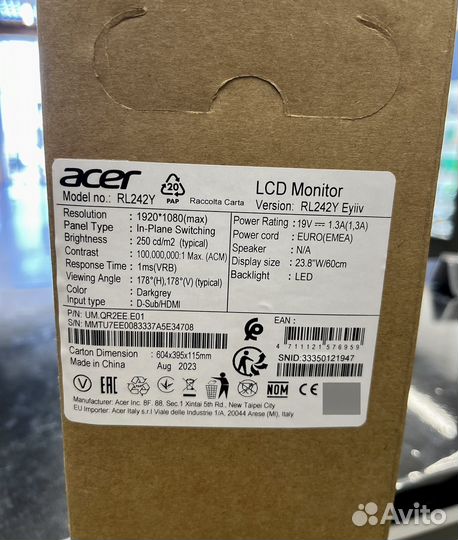 acer
20
PAP
Raccolta Carta
LCD Monitor
Model no.: RL242Y
Version: RL242Y Eyiiv
Resolution : 1920*1080(max)
Panel Type : In-Plane Switching
Brightness : 250 cd/m2 (typical)
Contrast : 100,000,000:1 Max. (ACM)
Response Time : 1ms(VRB)
Viewing Angle : 178°(H),178°(V) (typical)
Color : Darkgrey
Input Type : D-Sub/HDMI
Power Rating : 19V ⎓ 1.3A(1,3A)
Power cord : EURO(EMEA)
Speaker : N/A
Display size : 23.8"W/60cm
Backlight : LED
P/N: UM.QR2EE.E01
S/N: MMTU7EE0083337A5E34708
EAN :
4 711121 576959
SNID:33350121947
Carton Dimension : 604x395x115mm
Made in China Aug 2023
EAC
NOM
CE
Manufacturer: Acer Inc. 8F. 88. Sec.1 Xintai 5th Rd., New Taipei City
EU Importer: Acer Italy s.r.l Viale delle Industrie 1/A, 20044 Arese (MI), Italy
Avito